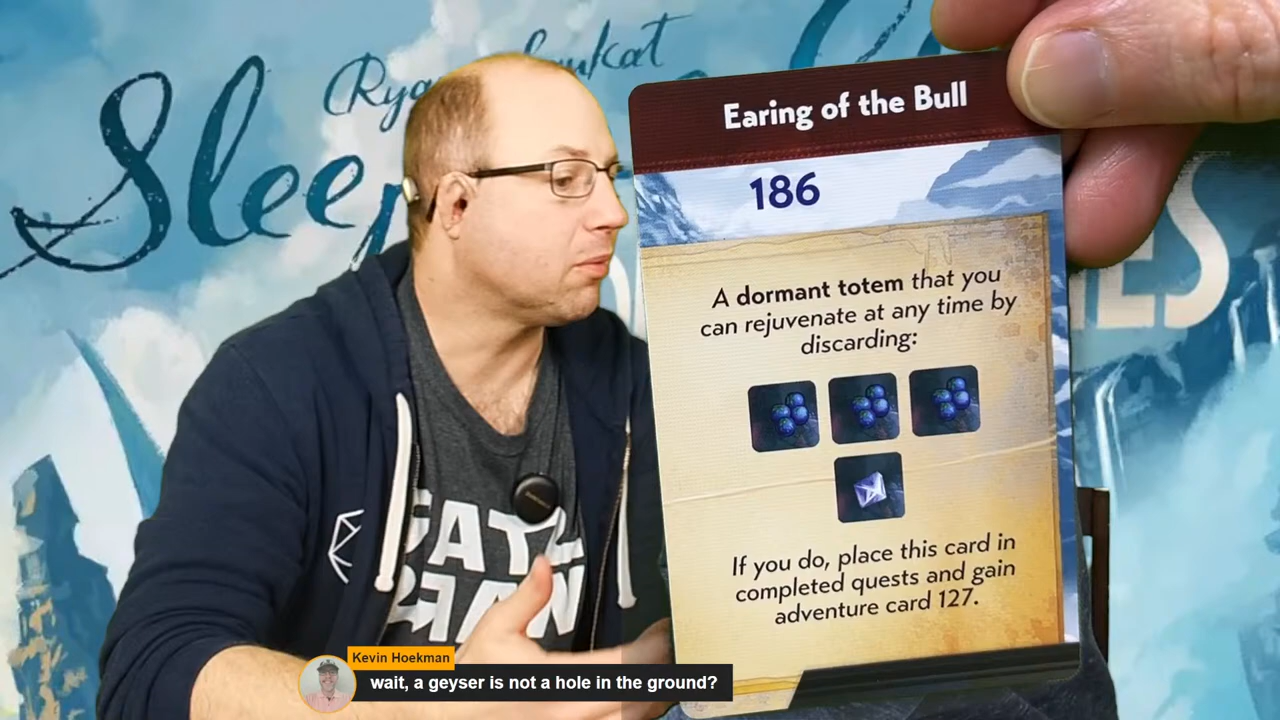 Sleep
Earing of the Bull
186
A dormant totem that you
can rejuvenate at any time by
discarding:
If you do, place this card in
completed quests and gain
adventure card 127.
Kevin Hoekman
wait, a geyser is not a hole in the ground?